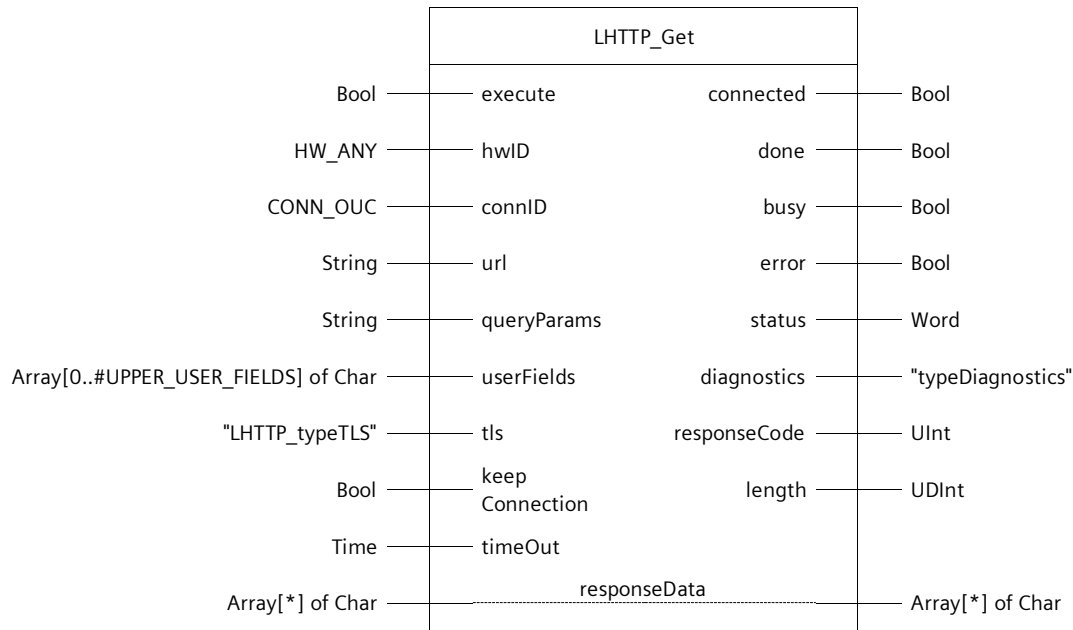 LHTTP_Get
Bool execute connected Bool
HW_ANY hwID done Bool
CONN_OUC connID busy Bool
String url error Bool
String queryParams status Word
Array[0..#UPPER_USER_FIELDS] of Char userFields diagnostics "typeDiagnostics"
"LHTTP_typeTLS" tls responseCode UInt
Bool keep Connection length UDInt
Time timeOut
Array[*] of Char responseData Array[*] of Char